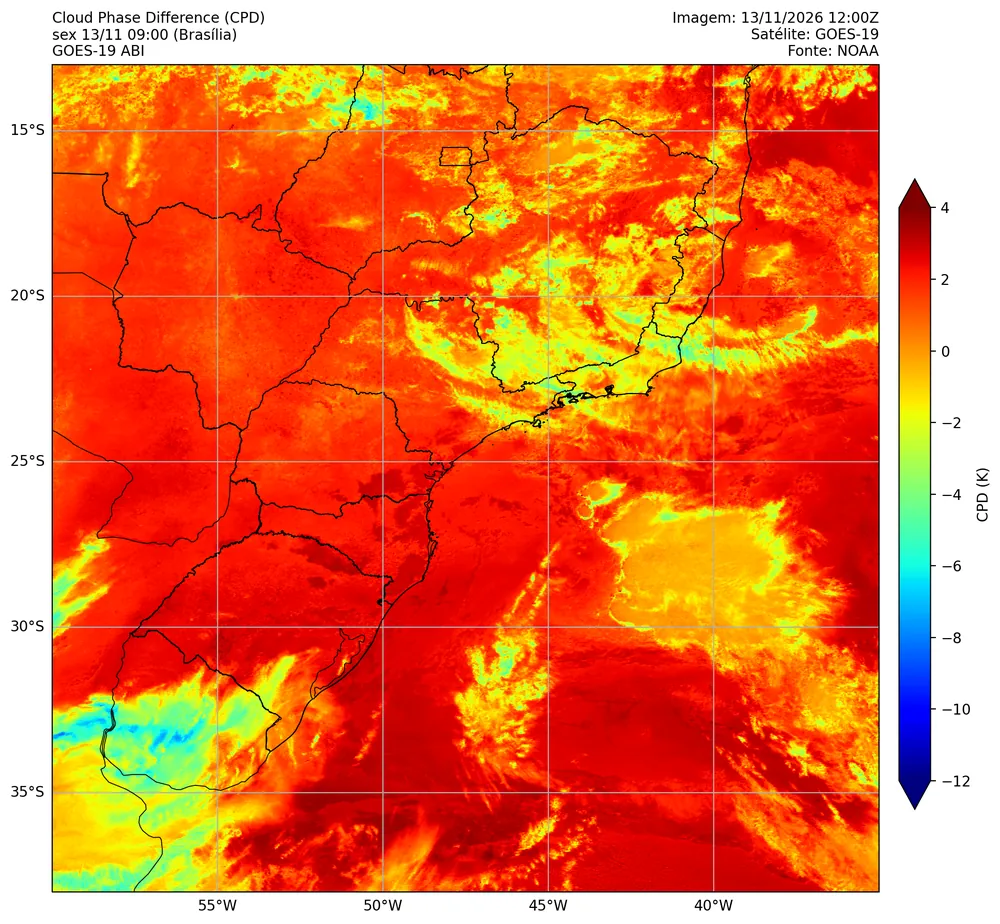 Cloud Phase Difference (CPD)
sex 13/11 09:00 (Brasília)
GOES-19 ABI
Imagem: 13/11/2026 12:00Z
Satélite: GOES-19
Fonte: NOAA
15°S
20°S
25°S
30°S
35°S
55°W
50°W
45°W
40°W
4
2
0
−2
−4
−6
−8
−10
−12
CPD (K)